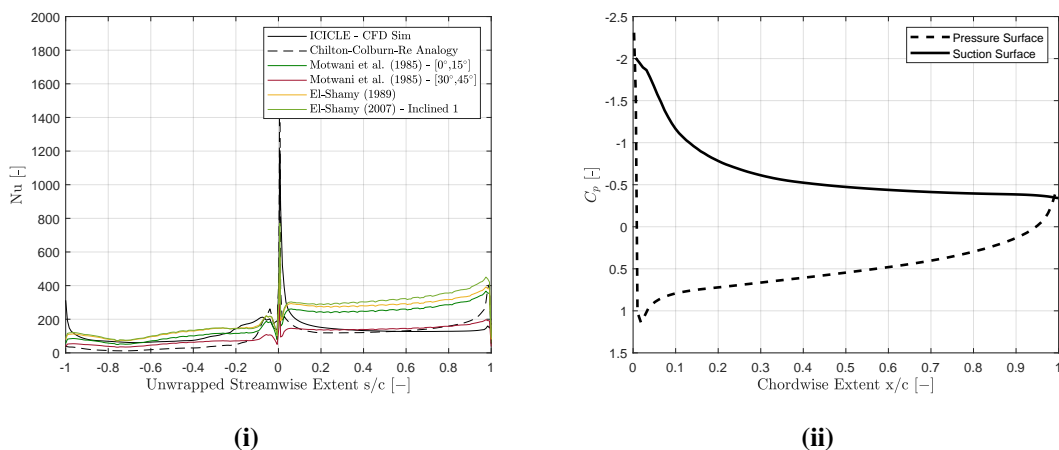 2000
1800
1600
1400
1200
1000
800
600
400
200
0
Nu [-]
-1 -0.8 -0.6 -0.4 -0.2 0 0.2 0.4 0.6 0.8 1
Unwrapped Streamwise Extent s/c [−]
ICICLE - CFD Sim
Chilton-Colburn-Re Analogy
Motwani et al. (1985) - [0°,15°]
Motwani et al. (1985) - [30°,45°]
El-Shamy (1989)
El-Shamy (2007) - Inclined 1
(i)
-2.5
-2
-1.5
-1
-0.5
0
0.5
1
1.5
C_p [-]
0 0.1 0.2 0.3 0.4 0.5 0.6 0.7 0.8 0.9 1
Chordwise Extent x/c [−]
Pressure Surface
Suction Surface
(ii)